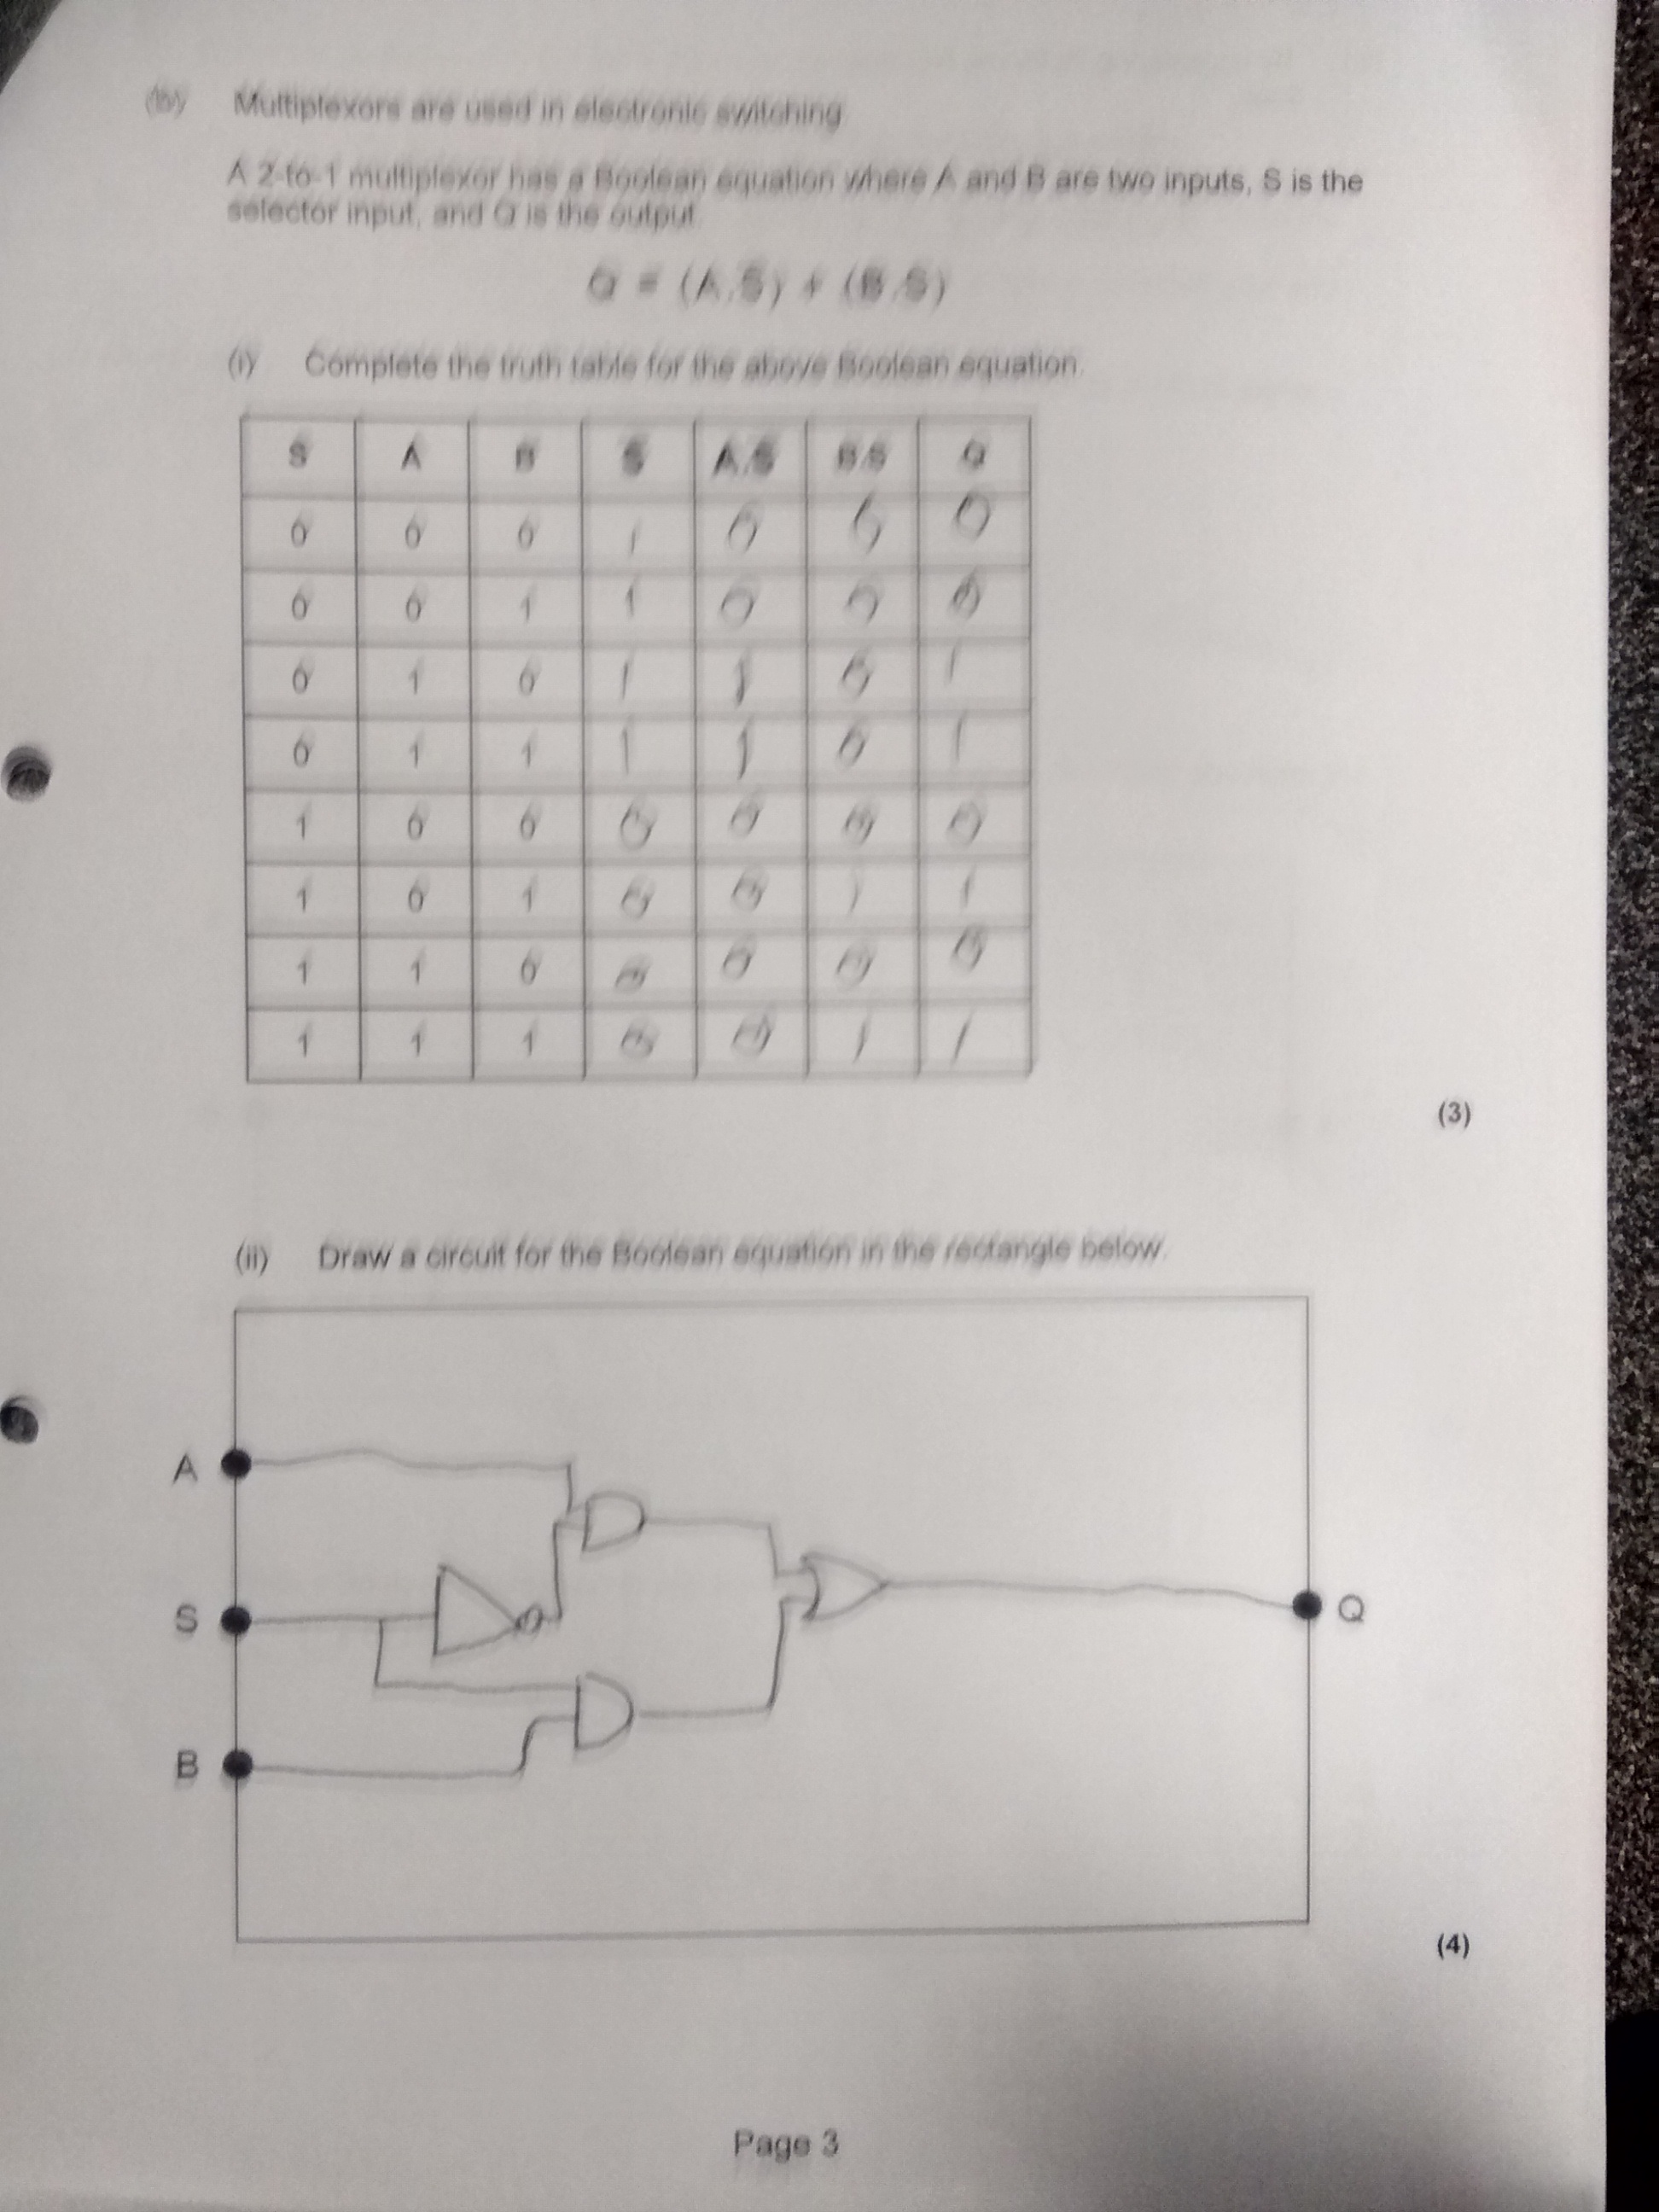 (b) Multiplexors are used in electronic switching.
A 2-to-1 multiplexor has a Boolean equation where A and B are two inputs, S is the
selector input, and Q is the output.
Q = (A.S̅) + (B.S)
(i) Complete the truth table for the above Boolean equation.
S A B S̅ A.S̅ B.S Q
0 0 0 1 0 0 0
0 0 1 1 0 0 0
0 1 0 1 1 0 1
0 1 1 1 1 0 1
1 0 0 0 0 0 0
1 0 1 0 0 1 1
1 1 0 0 0 0 0
1 1 1 0 0 1 1
(3)
(ii) Draw a circuit for the Boolean equation in the rectangle below.
A
S
Q
B
(4)
Page 3